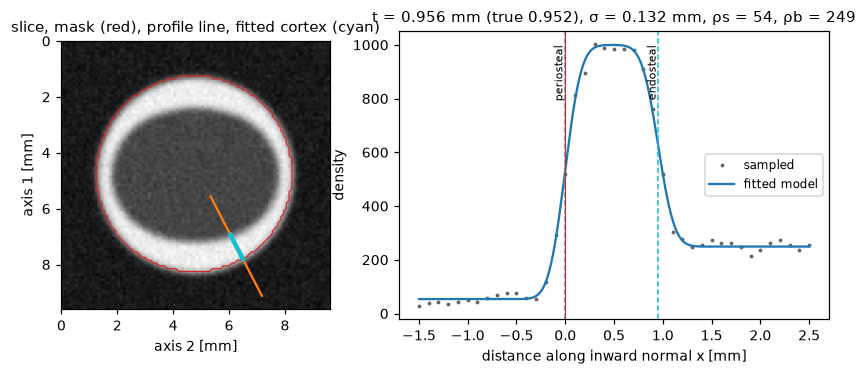 slice, mask (red), profile line, fitted cortex (cyan)
0
2
4
6
8
axis 1 [mm]
0
2
4
6
8
axis 2 [mm]
t = 0.956 mm (true 0.952), σ = 0.132 mm, ρs = 54, ρb = 249
1000
800
600
400
200
0
density
periosteal
endosteal
sampled
fitted model
−1.5
−1.0
−0.5
0.0
0.5
1.0
1.5
2.0
2.5
distance along inward normal x [mm]